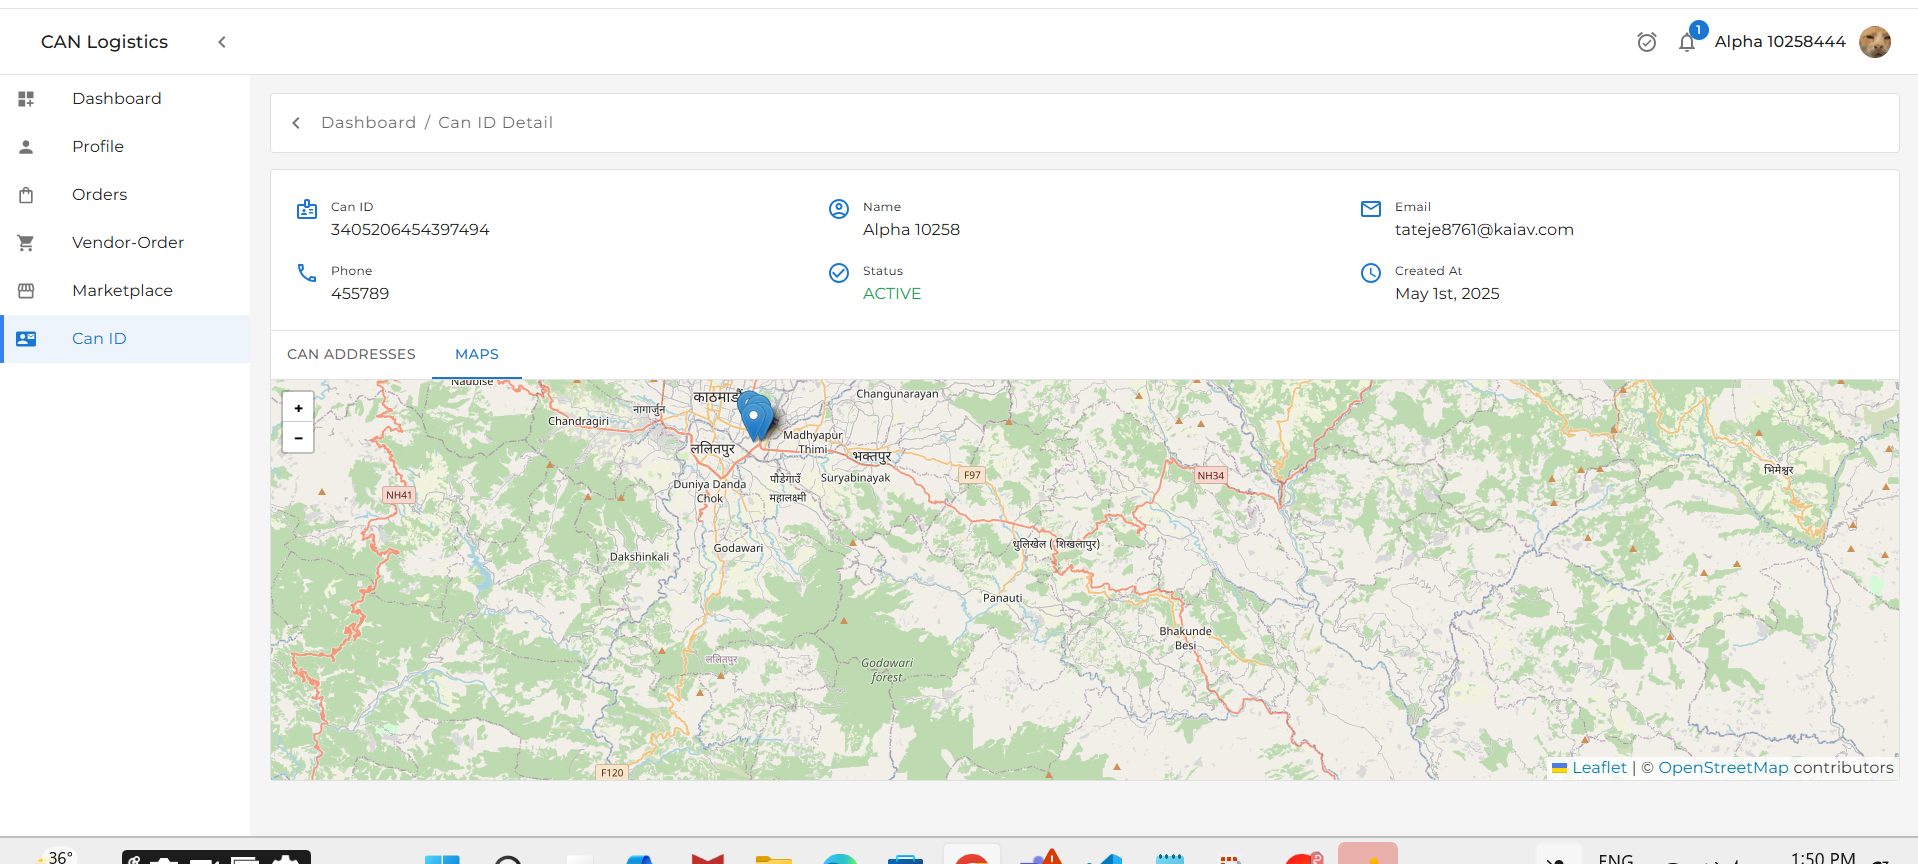 CAN Logistics
1
Alpha 10258444
Dashboard
Profile
Orders
Vendor-Order
Marketplace
Can ID
Dashboard / Can ID Detail
Can ID
3405206454397494
Name
Alpha 10258
Email
tateje8761@kaiav.com
Phone
455789
Status
ACTIVE
Created At
May 1st, 2025
CAN ADDRESSES
MAPS
+
-
Naubise
नागार्जुन
Changunarayan
Chandragiri
Madhyapur
Thimi
ललितपुर
भक्तपुर
Duniya Danda
Chok
पौडेगाउँ
महालक्ष्मी
Suryabinayak
F97
NH34
भिमेश्वर
NH41
Dakshinkali
Godawari
धुलिखेल ( शिखलापुर)
Panauti
Bhakunde
Besi
ललितपुर
Godawari
forest
F120
Leaflet | © OpenStreetMap contributors
36°
ENG
1:50 PM